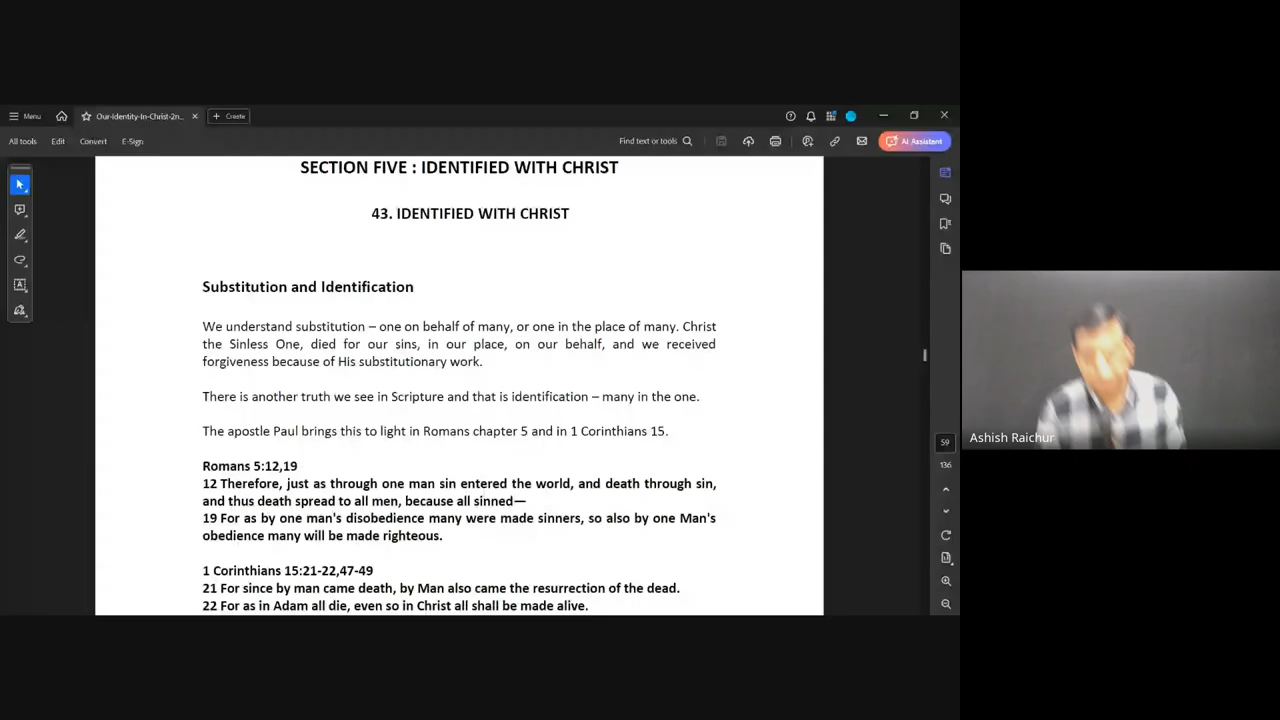 Menu
Our-Identity-In-Christ-2n...
Create
All tools
Edit
Convert
E-Sign
Find text or tools
AI Assistant
SECTION FIVE : IDENTIFIED WITH CHRIST
43. IDENTIFIED WITH CHRIST
Substitution and Identification
We understand substitution – one on behalf of many, or one in the place of many. Christ
the Sinless One, died for our sins, in our place, on our behalf, and we received
forgiveness because of His substitutionary work.
There is another truth we see in Scripture and that is identification – many in the one.
The apostle Paul brings this to light in Romans chapter 5 and in 1 Corinthians 15.
Romans 5:12,19
12 Therefore, just as through one man sin entered the world, and death through sin,
and thus death spread to all men, because all sinned—
19 For as by one man's disobedience many were made sinners, so also by one Man's
obedience many will be made righteous.
1 Corinthians 15:21-22,47-49
21 For since by man came death, by Man also came the resurrection of the dead.
22 For as in Adam all die, even so in Christ all shall be made alive.
59
136
Ashish Raichur